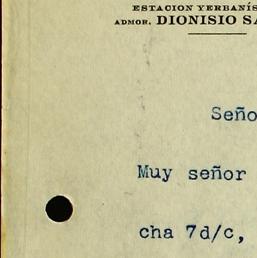 ESTACION YERBANÍS
ADMOR. DIONISIO SA
Seño
Muy señor
cha 7d/c,